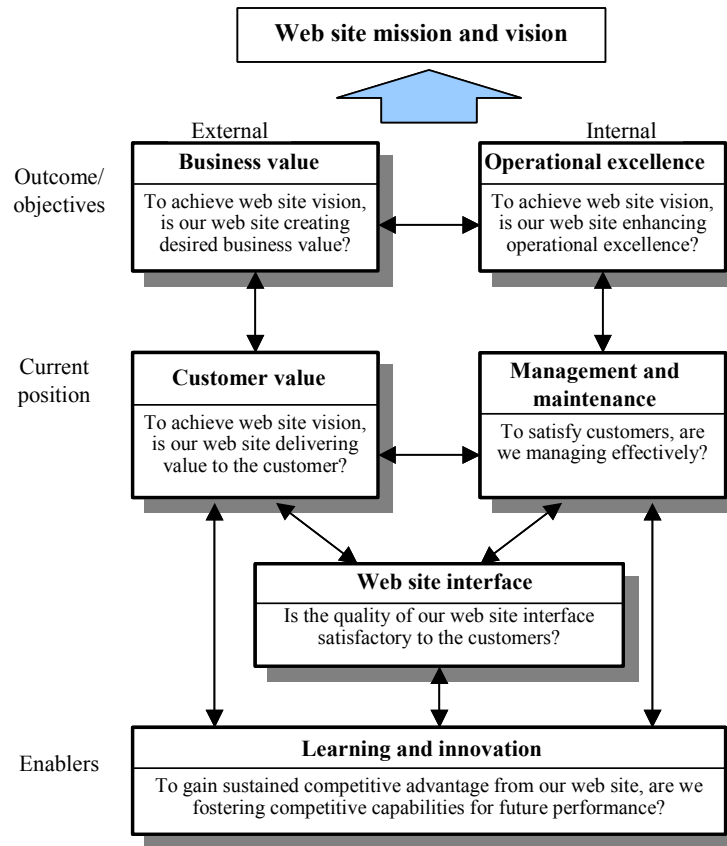 Web site mission and vision
External
Internal
Outcome/
objectives
Business value
To achieve web site vision,
is our web site creating
desired business value?
Operational excellence
To achieve web site vision,
is our web site enhancing
operational excellence?
Current
position
Customer value
To achieve web site vision,
is our web site delivering
value to the customer?
Management and
maintenance
To satisfy customers, are
we managing effectively?
Web site interface
Is the quality of our web site interface
satisfactory to the customers?
Enablers
Learning and innovation
To gain sustained competitive advantage from our web site, are we
fostering competitive capabilities for future performance?